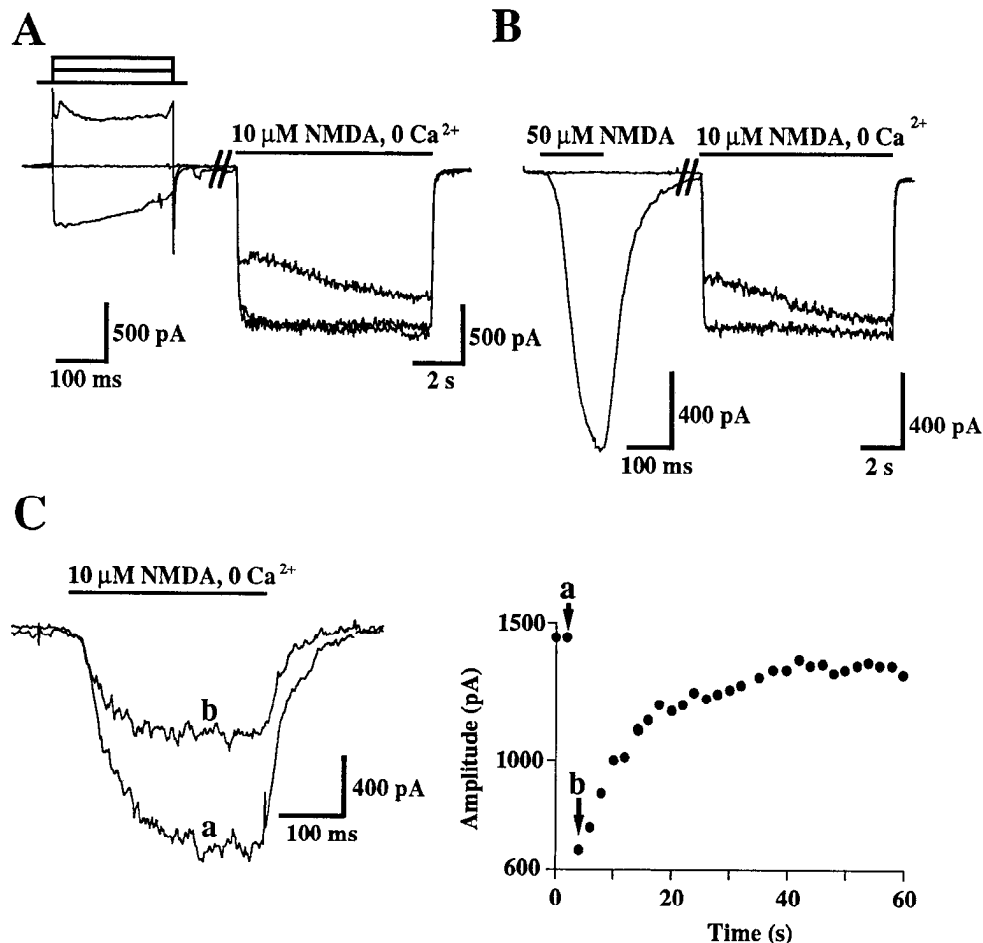 A
10 μM NMDA, 0 Ca²⁺
500 pA
100 ms
500 pA
2 s
B
50 μM NMDA
10 μM NMDA, 0 Ca²⁺
400 pA
100 ms
400 pA
2 s
C
10 μM NMDA, 0 Ca²⁺
b
a
400 pA
100 ms
a
b
1500
1000
600
Amplitude (pA)
0
20
40
60
Time (s)